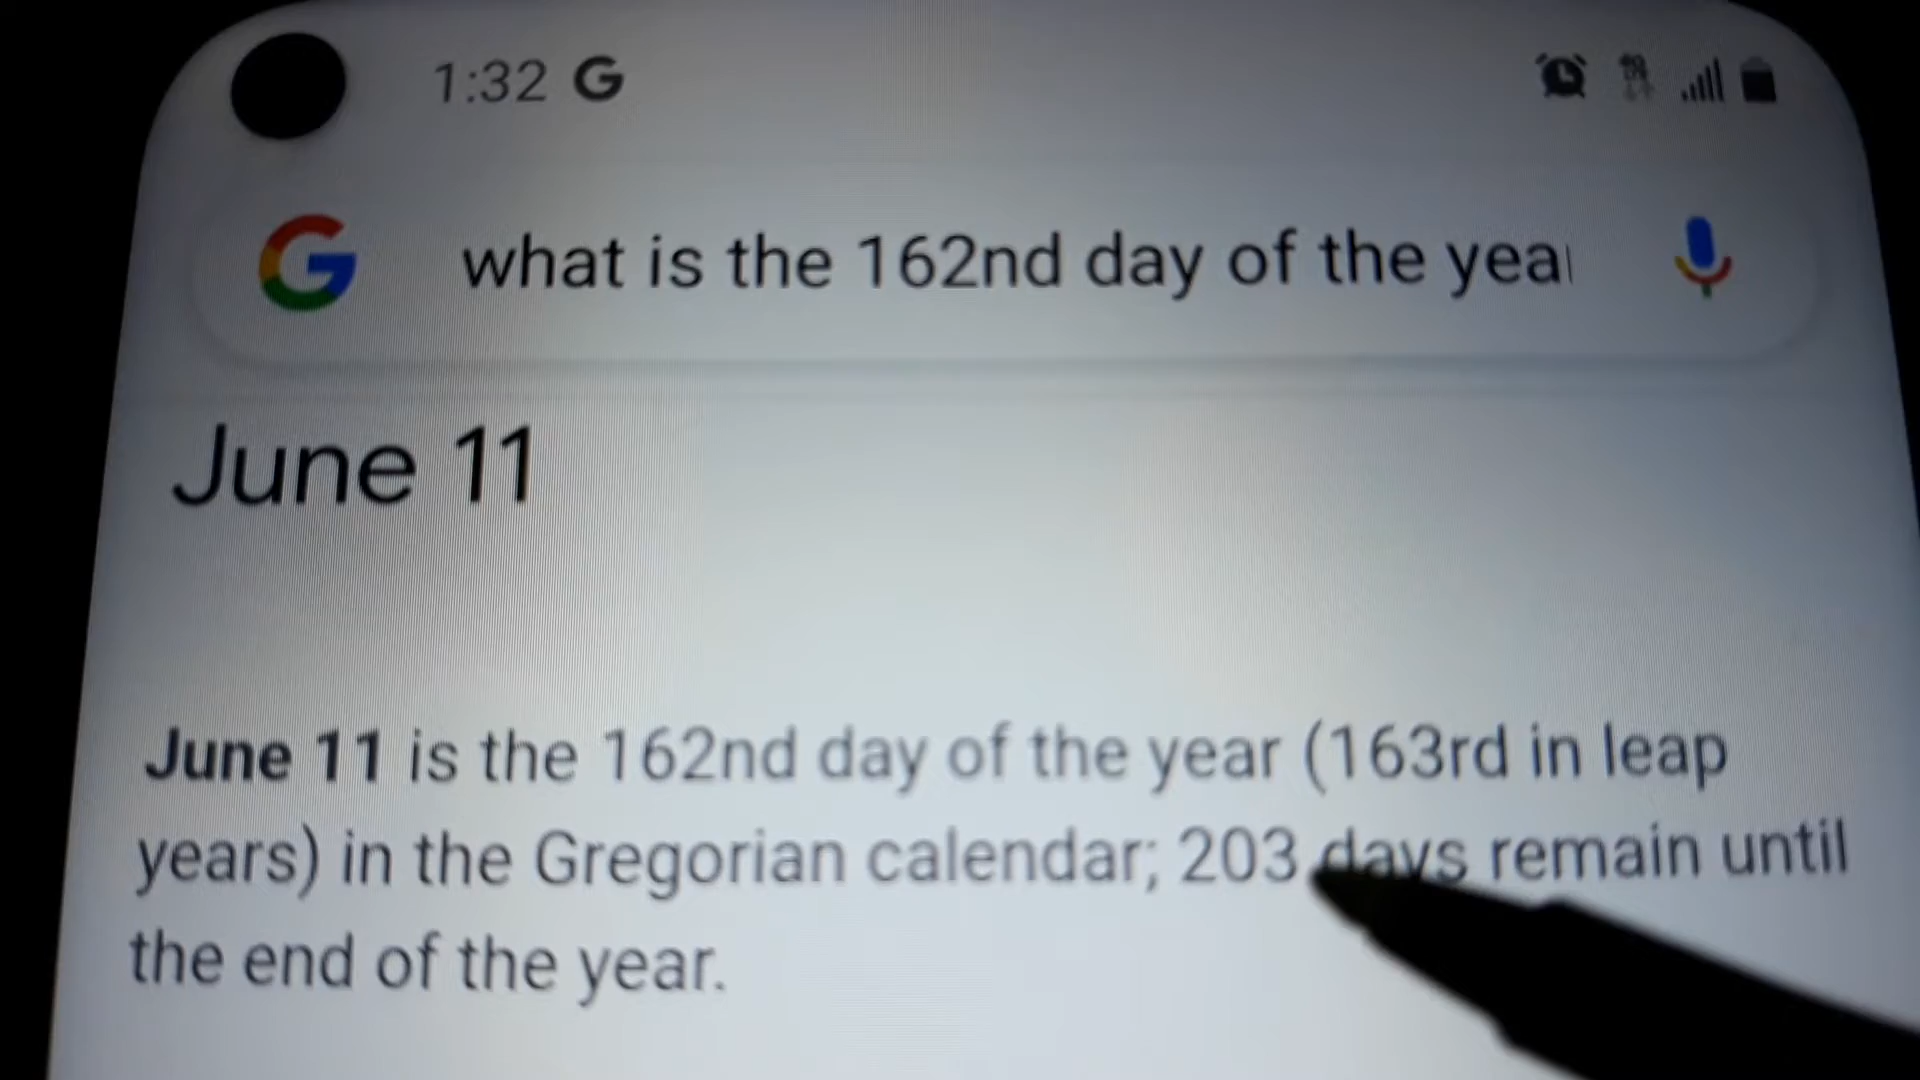 1:32 G
G what is the 162nd day of the year
June 11
June 11 is the 162nd day of the year (163rd in leap
years) in the Gregorian calendar; 203 days remain until
the end of the year.